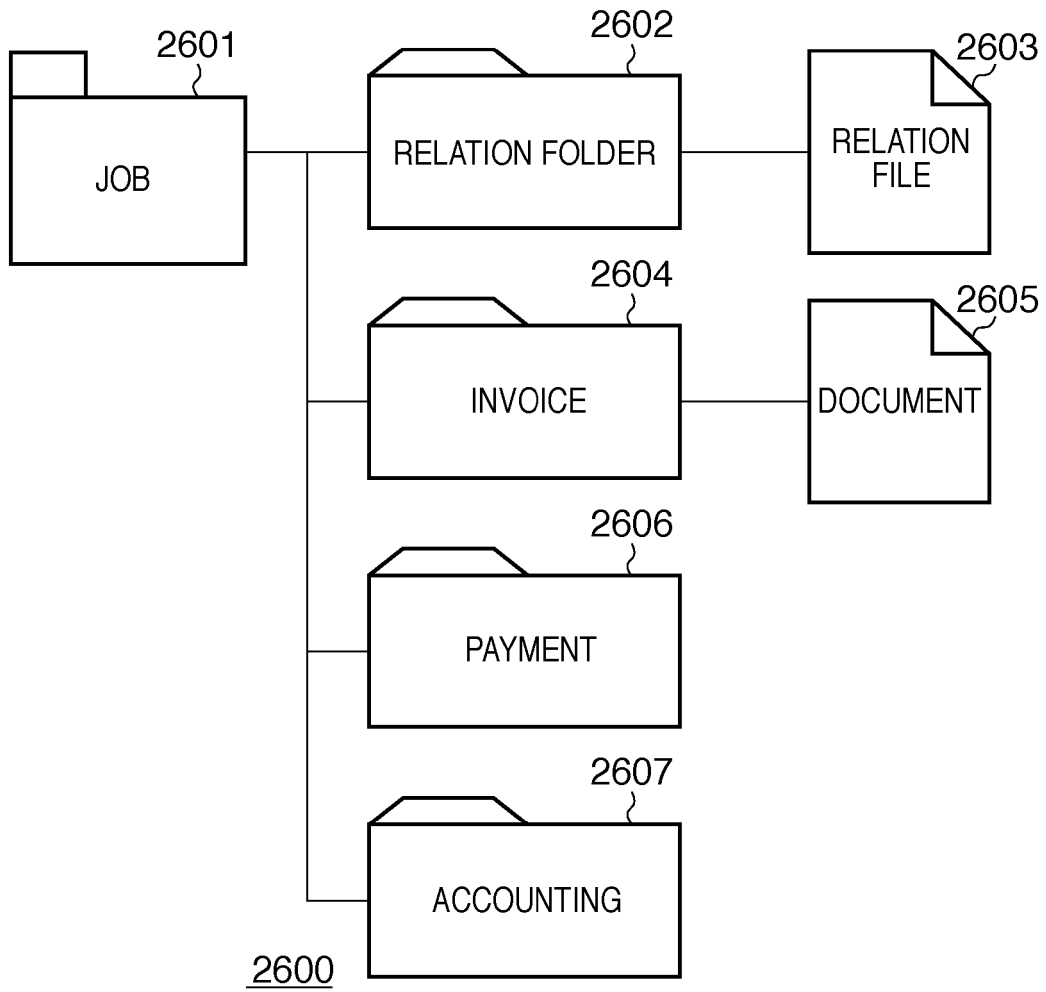 2601
JOB
2602
RELATION FOLDER
2603
RELATION
FILE
2604
INVOICE
2605
DOCUMENT
2606
PAYMENT
2607
ACCOUNTING
2600